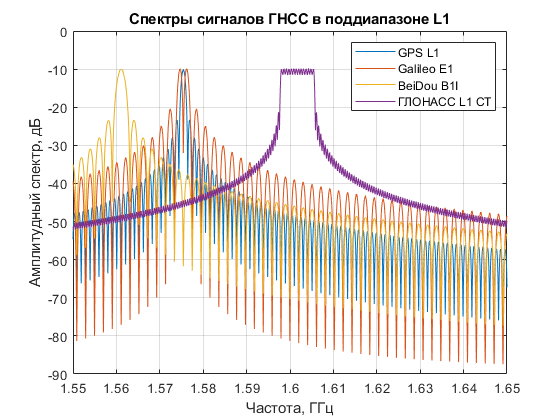 Спектры сигналов ГНСС в поддиапазоне L1
0
-10
-20
-30
-40
-50
-60
-70
-80
-90
Амплитудный спектр, дБ
GPS L1
Galileo E1
BeiDou B1I
ГЛОНАСС L1 СТ
1.55 1.56 1.57 1.58 1.59 1.6 1.61 1.62 1.63 1.64 1.65
Частота, ГГц